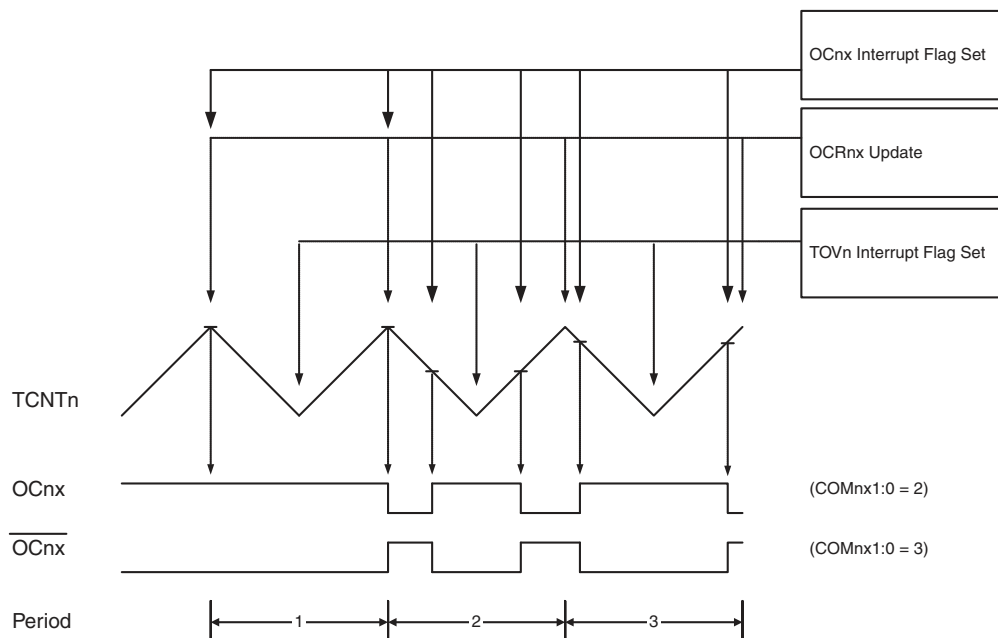 OCnx Interrupt Flag Set
OCRnx Update
TOVn Interrupt Flag Set
TCNTn
OCnx
(COMnx1:0 = 2)
OCnx
(COMnx1:0 = 3)
Period
1
2
3